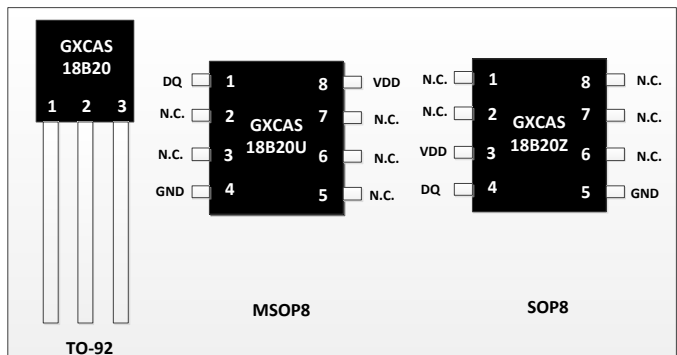 GXCAS
18B20
1 2 3
TO-92
DQ 1 8 VDD
N.C. 2 7 N.C.
GXCAS
18B20U
N.C. 3 6 N.C.
GND 4 5 N.C.
MSOP8
N.C. 1 8 N.C.
N.C. 2 7 N.C.
GXCAS
18B20Z
VDD 3 6 N.C.
DQ 4 5 GND
SOP8